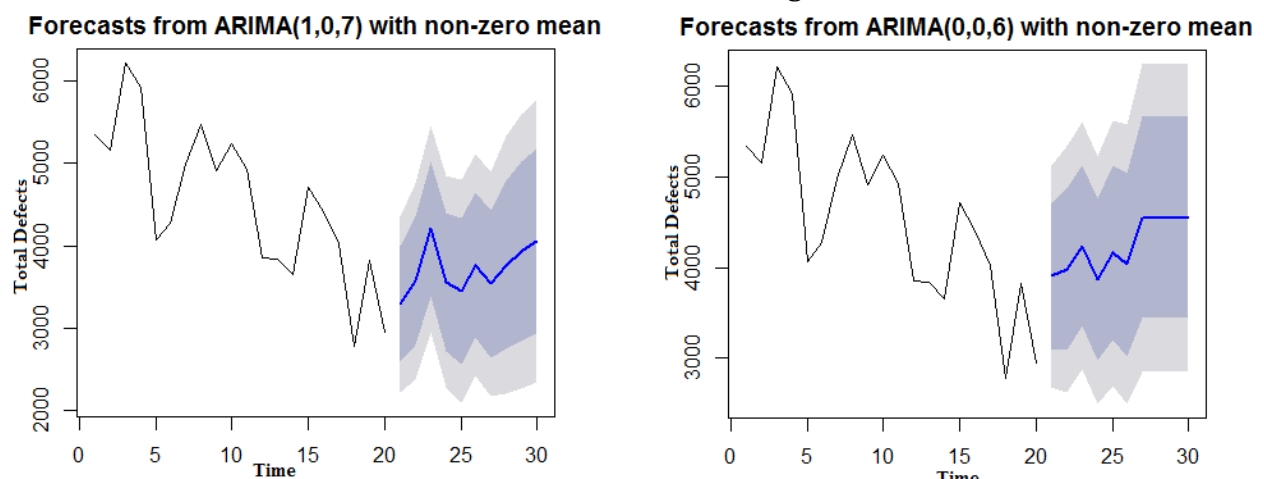 Forecasts from ARIMA(1,0,7) with non-zero mean
6000
5000
4000
3000
2000
Total Defects
0 5 10 15 20 25 30
Time
Forecasts from ARIMA(0,0,6) with non-zero mean
6000
5000
4000
3000
Total Defects
0 5 10 15 20 25 30
Time